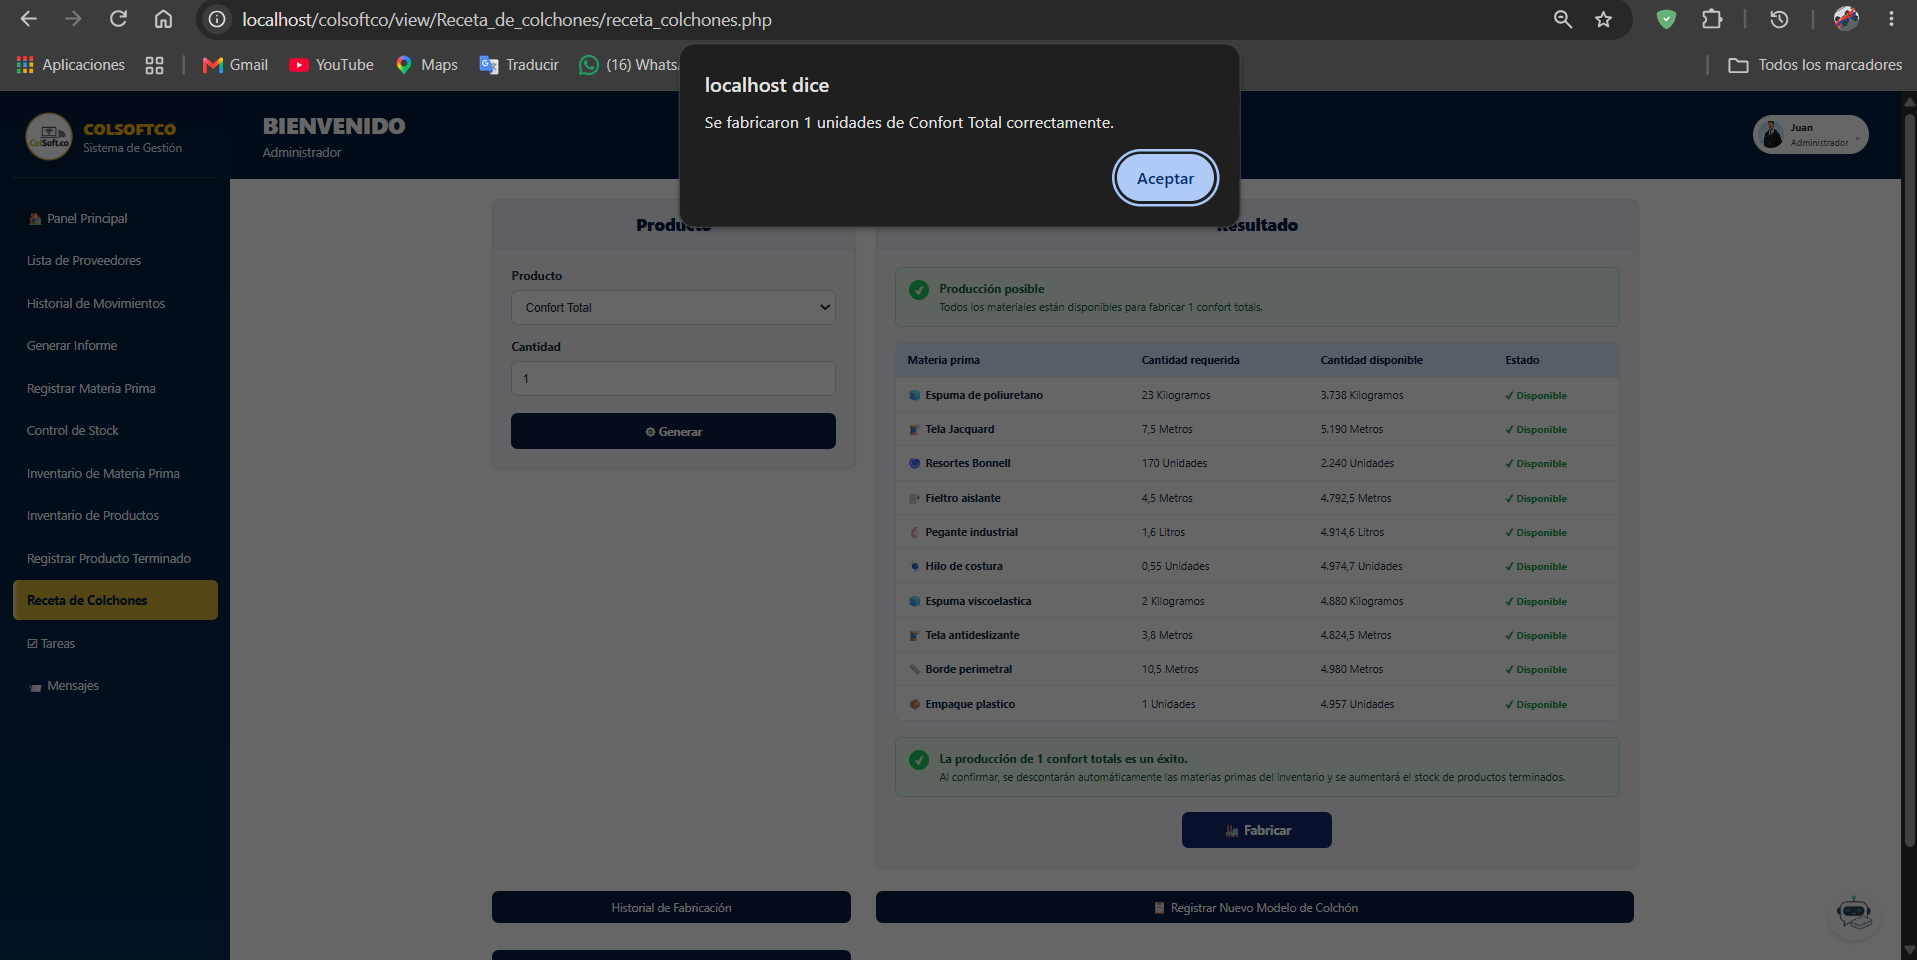 localhost/colsoftco/view/Receta_de_colchones/receta_colchones.php
Aplicaciones
Gmail
YouTube
Maps
Traducir
(16) Whats
Todos los marcadores
localhost dice
Se fabricaron 1 unidades de Confort Total correctamente.
Aceptar
ColSoft.co
COLSOFTCO
Sistema de Gestión
BIENVENIDO
Administrador
Juan
Administrador
Panel Principal
Lista de Proveedores
Historial de Movimientos
Generar Informe
Registrar Materia Prima
Control de Stock
Inventario de Materia Prima
Inventario de Productos
Registrar Producto Terminado
Receta de Colchones
Tareas
Mensajes
Producto
Producto
Confort Total
Cantidad
1
Generar
Resultado
Producción posible
Todos los materiales están disponibles para fabricar 1 confort totals.
Materia prima Cantidad requerida Cantidad disponible Estado
Espuma de poliuretano 23 Kilogramos 3.738 Kilogramos ✓ Disponible
Tela Jacquard 7,5 Metros 5.190 Metros ✓ Disponible
Resortes Bonnell 170 Unidades 2.240 Unidades ✓ Disponible
Fieltro aislante 4,5 Metros 4.792,5 Metros ✓ Disponible
Pegante industrial 1,6 Litros 4.914,6 Litros ✓ Disponible
Hilo de costura 0,55 Unidades 4.974,7 Unidades ✓ Disponible
Espuma viscoelastica 2 Kilogramos 4.880 Kilogramos ✓ Disponible
Tela antideslizante 3,8 Metros 4.824,5 Metros ✓ Disponible
Borde perimetral 10,5 Metros 4.980 Metros ✓ Disponible
Empaque plastico 1 Unidades 4.957 Unidades ✓ Disponible
La producción de 1 confort totals es un éxito.
Al confirmar, se descontarán automáticamente las materias primas del inventario y se aumentará el stock de productos terminados.
Fabricar
Historial de Fabricación
Registrar Nuevo Modelo de Colchón